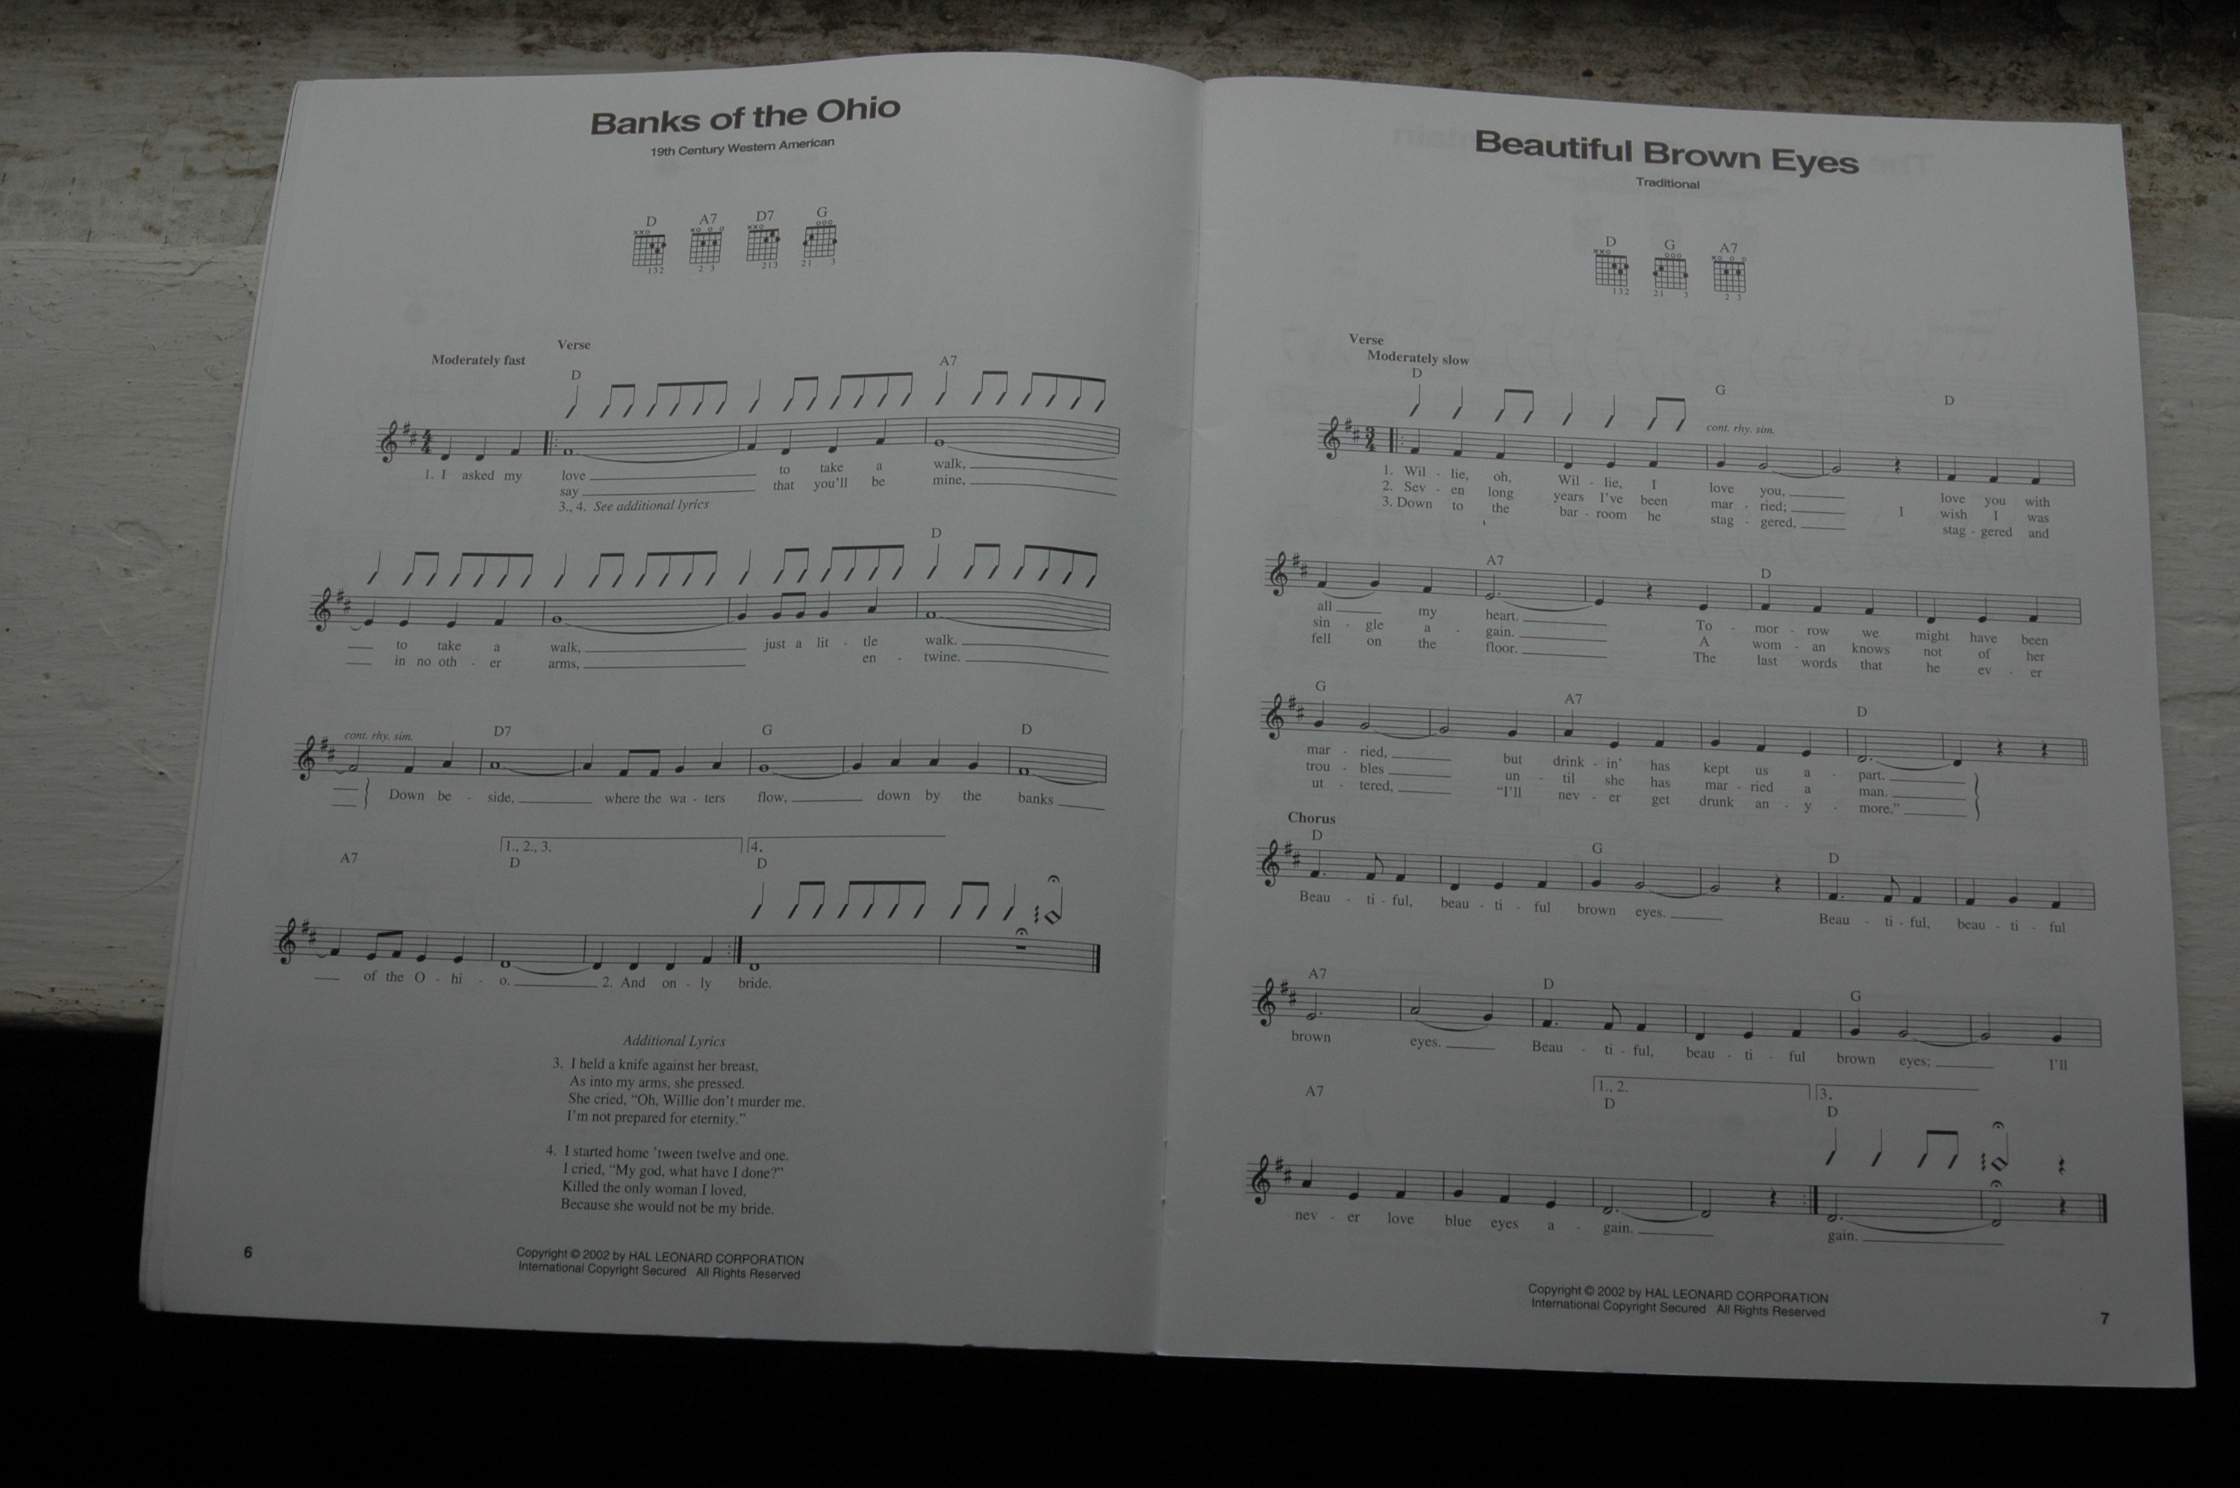 Banks of the Ohio
19th Century Western American
D A7 D7 G
132 2 3 213 21 3
Verse
Moderately fast
D A7
1. I asked my love to take a walk,
say that you'll be mine,
3., 4. See additional lyrics
D
to take a walk, just a lit - tle walk.
in no oth - er arms, en - twine.
cont. rhy. sim. D7 G D
Down be - side, where the wa - ters flow, down by the banks
1., 2., 3. 4.
A7 D D
of the O - hi - o. 2. And on - ly bride.
Additional Lyrics
3. I held a knife against her breast,
As into my arms, she pressed.
She cried, “Oh, Willie don't murder me.
I'm not prepared for eternity.”
4. I started home 'tween twelve and one.
I cried, “My god, what have I done?”
Killed the only woman I loved,
Because she would not be my bride.
6
Copyright © 2002 by HAL LEONARD CORPORATION
International Copyright Secured All Rights Reserved
Beautiful Brown Eyes
Traditional
D G A7
132 21 3 2 3
Verse
Moderately slow
D G D
cont. rhy. sim.
1. Wil - lie, oh, Wil - lie, I love you, love you with
2. Sev - en long years I've been mar - ried; I wish I was
3. Down to the bar - room he stag - gered, stag - gered and
A7 D
all my heart. To - mor - row we might have been
sin - gle a - gain. A wom - an knows not of her
fell on the floor. The last words that he ev - er
G A7 D
mar - ried, but drink - in' has kept us a - part.
trou - bles un - til she has mar - ried a man.
ut - tered, “I'll nev - er get drunk an - y - more.”
Chorus
D G D
Beau - ti - ful, beau - ti - ful brown eyes. Beau - ti - ful, beau - ti - ful
A7 D G
brown eyes. Beau - ti - ful, beau - ti - ful brown eyes; I'll
1., 2. 3.
A7 D D
nev - er love blue eyes a - gain. gain.
Copyright © 2002 by HAL LEONARD CORPORATION
International Copyright Secured All Rights Reserved
7